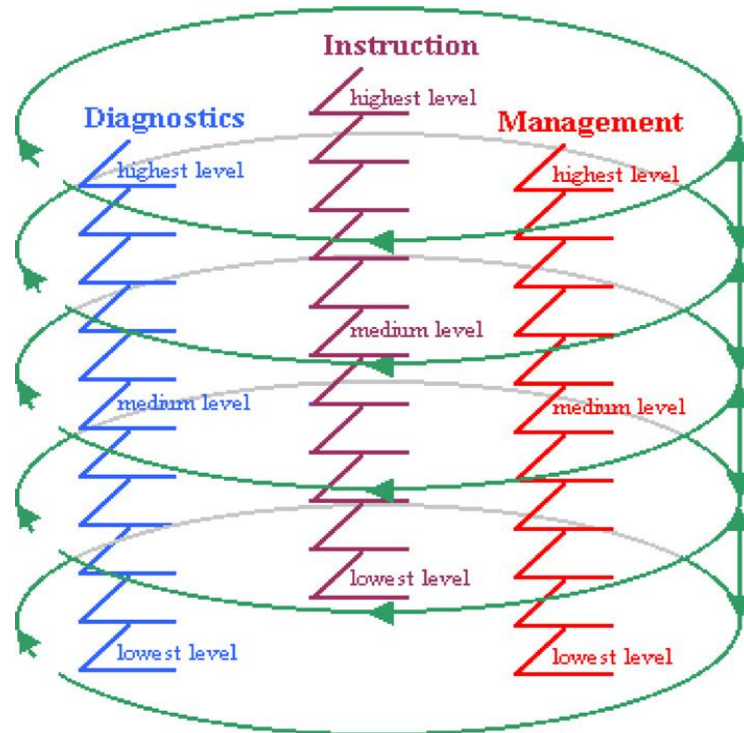 Instruction
highest level
Diagnostics
Management
highest level
highest level
medium level
medium level
medium level
lowest level
lowest level
lowest level